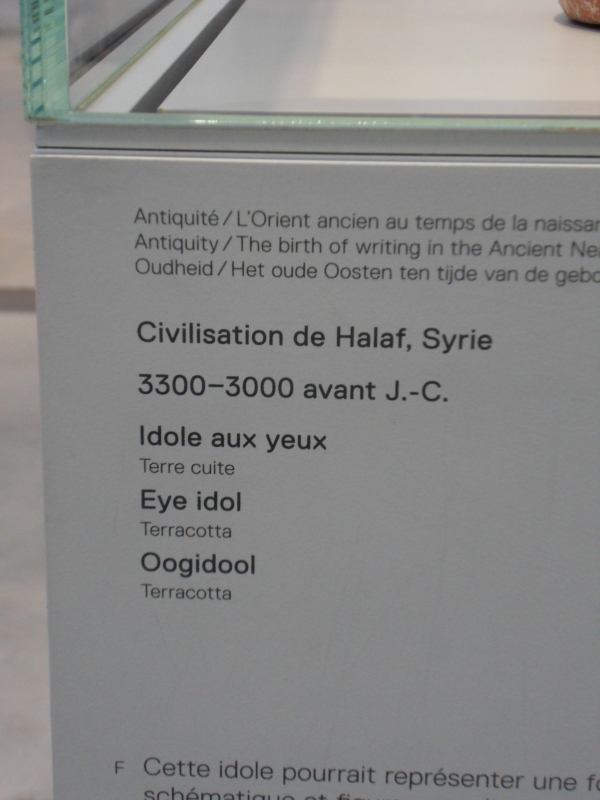 Antiquité / L'Orient ancien au temps de la
Antiquity / The birth of writing in the Ancient
Oudheid / Het oude Oosten ten tijde van de
Civilisation de Halaf, Syrie
3300–3000 avant J.-C.
Idole aux yeux
Terre cuite
Eye idol
Terracotta
Oogidool
Terracotta
F Cette idole pourrait représenter une
schématique et